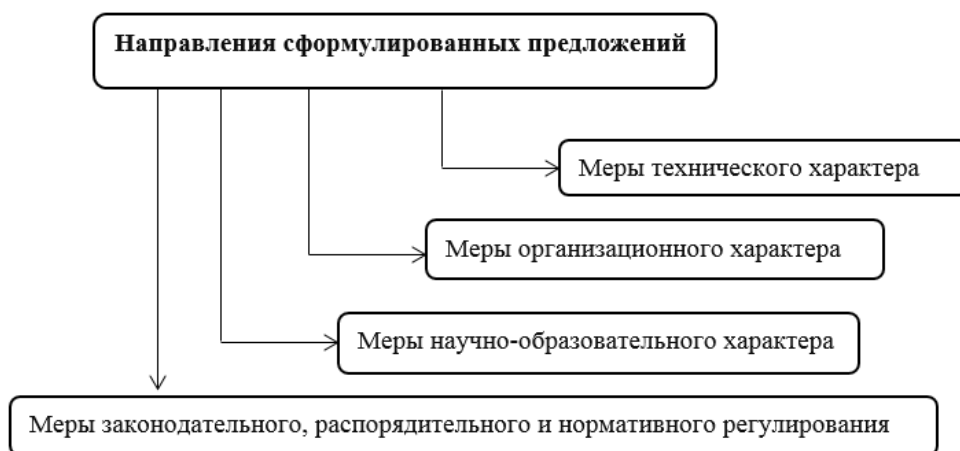 Направления сформулированных предложений
Меры технического характера
Меры организационного характера
Меры научно-образовательного характера
Меры законодательного, распорядительного и нормативного регулирования